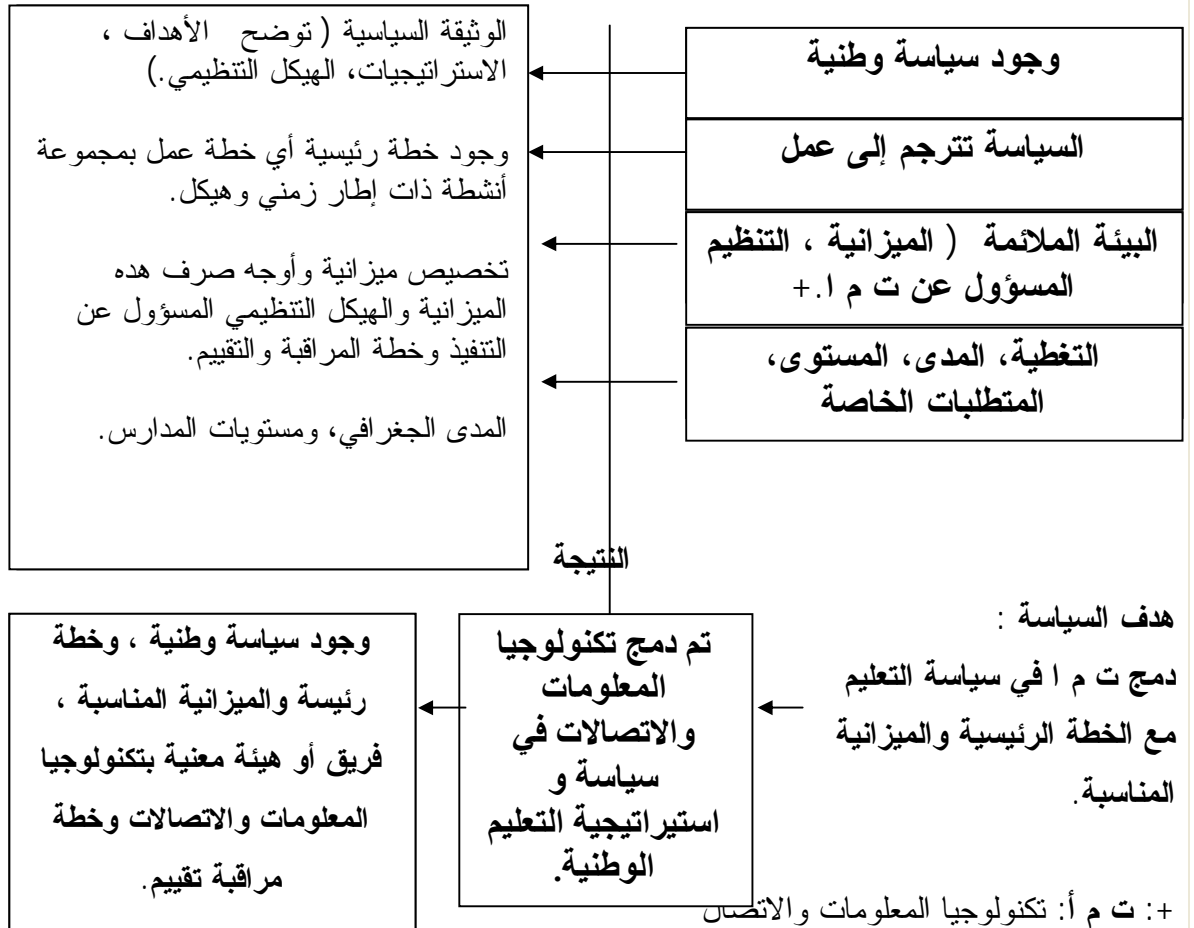 وجود سياسة وطنية
السياسة تترجم إلى عمل
البيئة الملائمة ( الميزانية ، التنظيم
المسؤول عن ت م ا.+
التغطية، المدى، المستوى،
المتطلبات الخاصة
الوثيقة السياسية ( توضح الأهداف ،
الاستراتيجيات، الهيكل التنظيمي.)
وجود خطة رئيسية أي خطة عمل بمجموعة
أنشطة ذات إطار زمني وهيكل.
تخصيص ميزانية وأوجه صرف هده
الميزانية والهيكل التنظيمي المسؤول عن
التنفيذ وخطة المراقبة والتقييم.
المدى الجغرافي، ومستويات المدارس.
النتيجة
هدف السياسة :
دمج ت م ا في سياسة التعليم
مع الخطة الرئيسية والميزانية
المناسبة.
تم دمج تكنولوجيا
المعلومات
والاتصالات في
سياسة و
استيراتيجية التعليم
الوطنية.
وجود سياسة وطنية ، وخطة
رئيسة والميزانية المناسبة ،
فريق أو هيئة معنية بتكنولوجيا
المعلومات والاتصالات وخطة
مراقبة تقييم.
+: ت م أ: تكنولوجيا المعلومات والاتصال